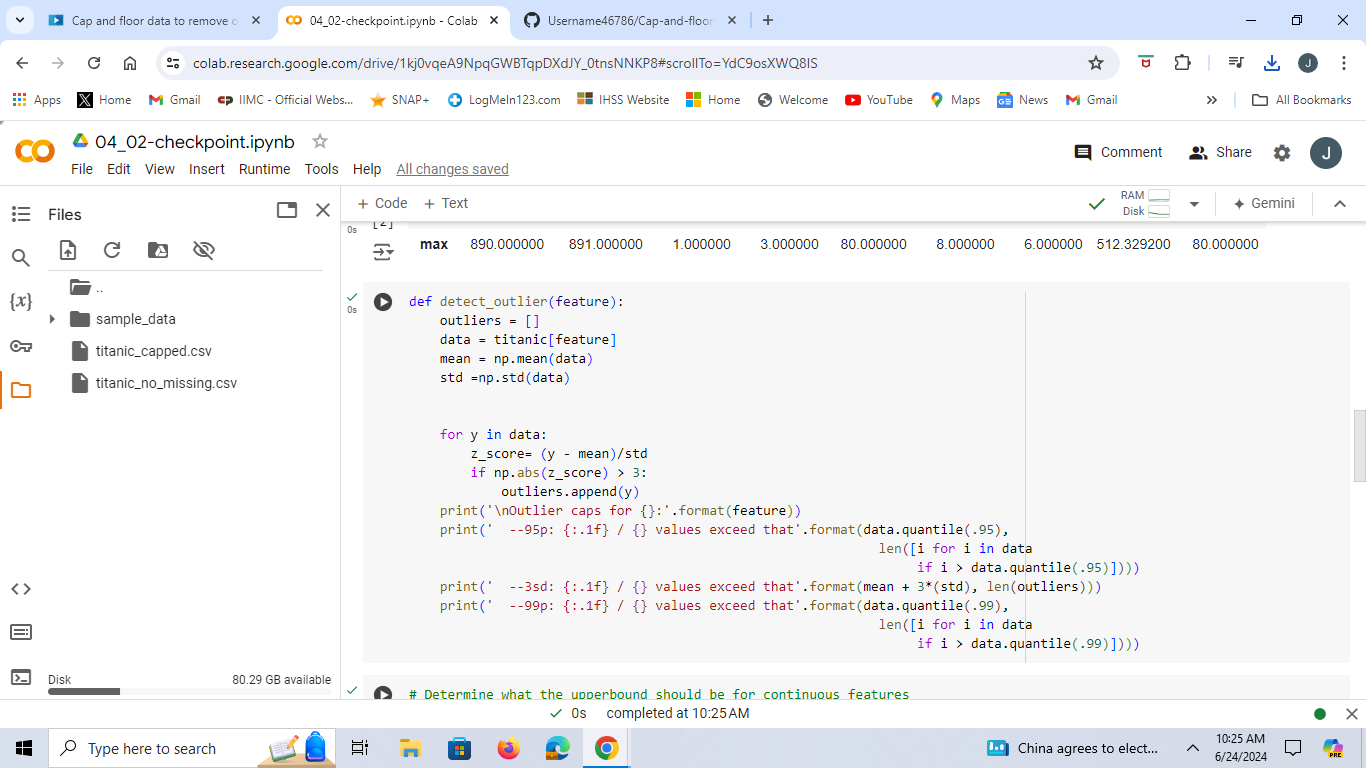 Cap and floor data to remove o
04_02-checkpoint.ipynb - Colab
Username46786/Cap-and-floor
colab.research.google.com/drive/1kj0vqeA9NpqGWBTqpDXdJY_0tnsNNKP8#scrollTo=YdC9osXWQ8IS
Apps
Home
Gmail
IIMC - Official Webs...
SNAP+
LogMeIn123.com
IHSS Website
Home
Welcome
YouTube
Maps
News
Gmail
All Bookmarks
04_02-checkpoint.ipynb
File Edit View Insert Runtime Tools Help All changes saved
Comment
Share
J
Files
+ Code + Text
RAM
Disk
Gemini
[2]
0s
max 890.000000 891.000000 1.000000 3.000000 80.000000 8.000000 6.000000 512.329200 80.000000
..
sample_data
titanic_capped.csv
titanic_no_missing.csv
0s
def detect_outlier(feature):
    outliers = []
    data = titanic[feature]
    mean = np.mean(data)
    std =np.std(data)
    for y in data:
        z_score= (y - mean)/std
        if np.abs(z_score) > 3:
            outliers.append(y)
    print('\nOutlier caps for {}:'.format(feature))
    print('  --95p: {:.1f} / {} values exceed that'.format(data.quantile(.95),
                                                         len([i for i in data
                                                              if i > data.quantile(.95)])))
    print('  --3sd: {:.1f} / {} values exceed that'.format(mean + 3*(std), len(outliers)))
    print('  --99p: {:.1f} / {} values exceed that'.format(data.quantile(.99),
                                                         len([i for i in data
                                                              if i > data.quantile(.99)])))
# Determine what the upperbound should be for continuous features
Disk 80.29 GB available
0s completed at 10:25 AM
Type here to search
China agrees to elect...
10:25 AM
6/24/2024
PRE